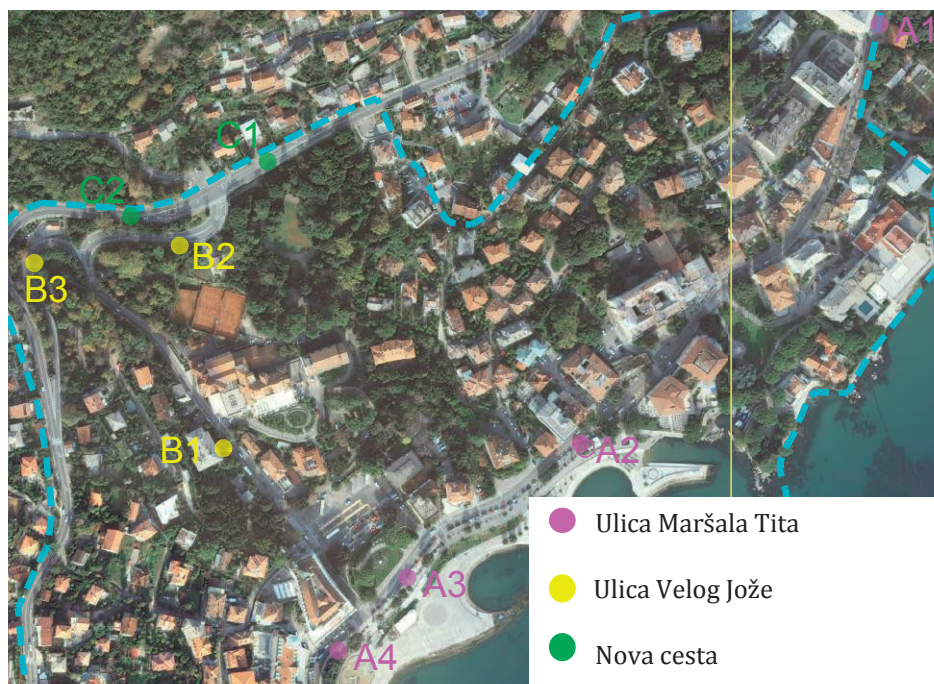 A1
C1
C2
B2
B3
B1
A2
A3
A4
Ulica Maršala Tita
Ulica Velog Jože
Nova cesta